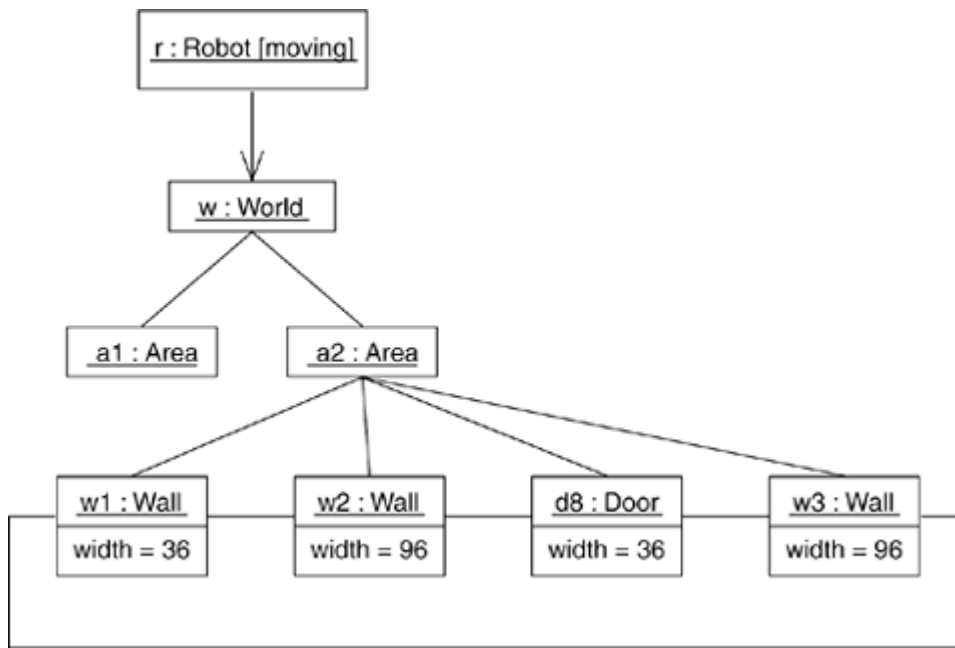 r : Robot [moving]
w : World
a1 : Area
a2 : Area
w1 : Wall
width = 36
w2 : Wall
width = 96
d8 : Door
width = 36
w3 : Wall
width = 96